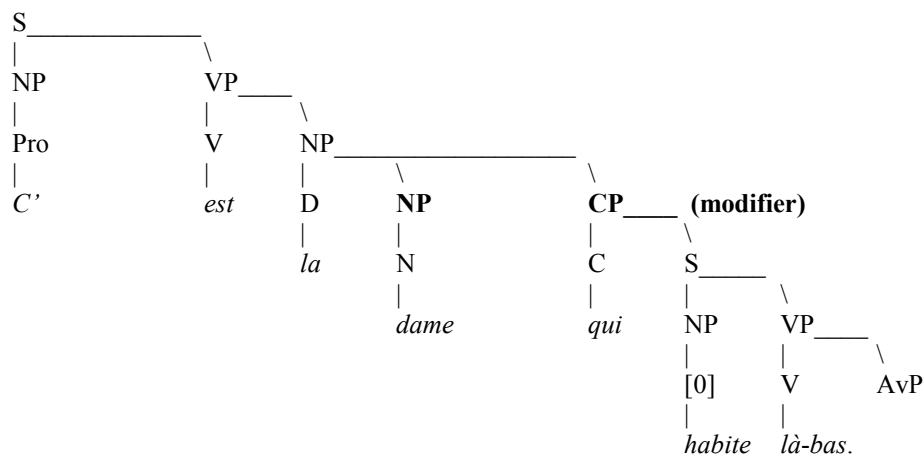 S
NP VP
Pro V NP
C’ est D NP CP (modifier)
la N C S
dame qui NP VP
[0] V AvP
habite là-bas.